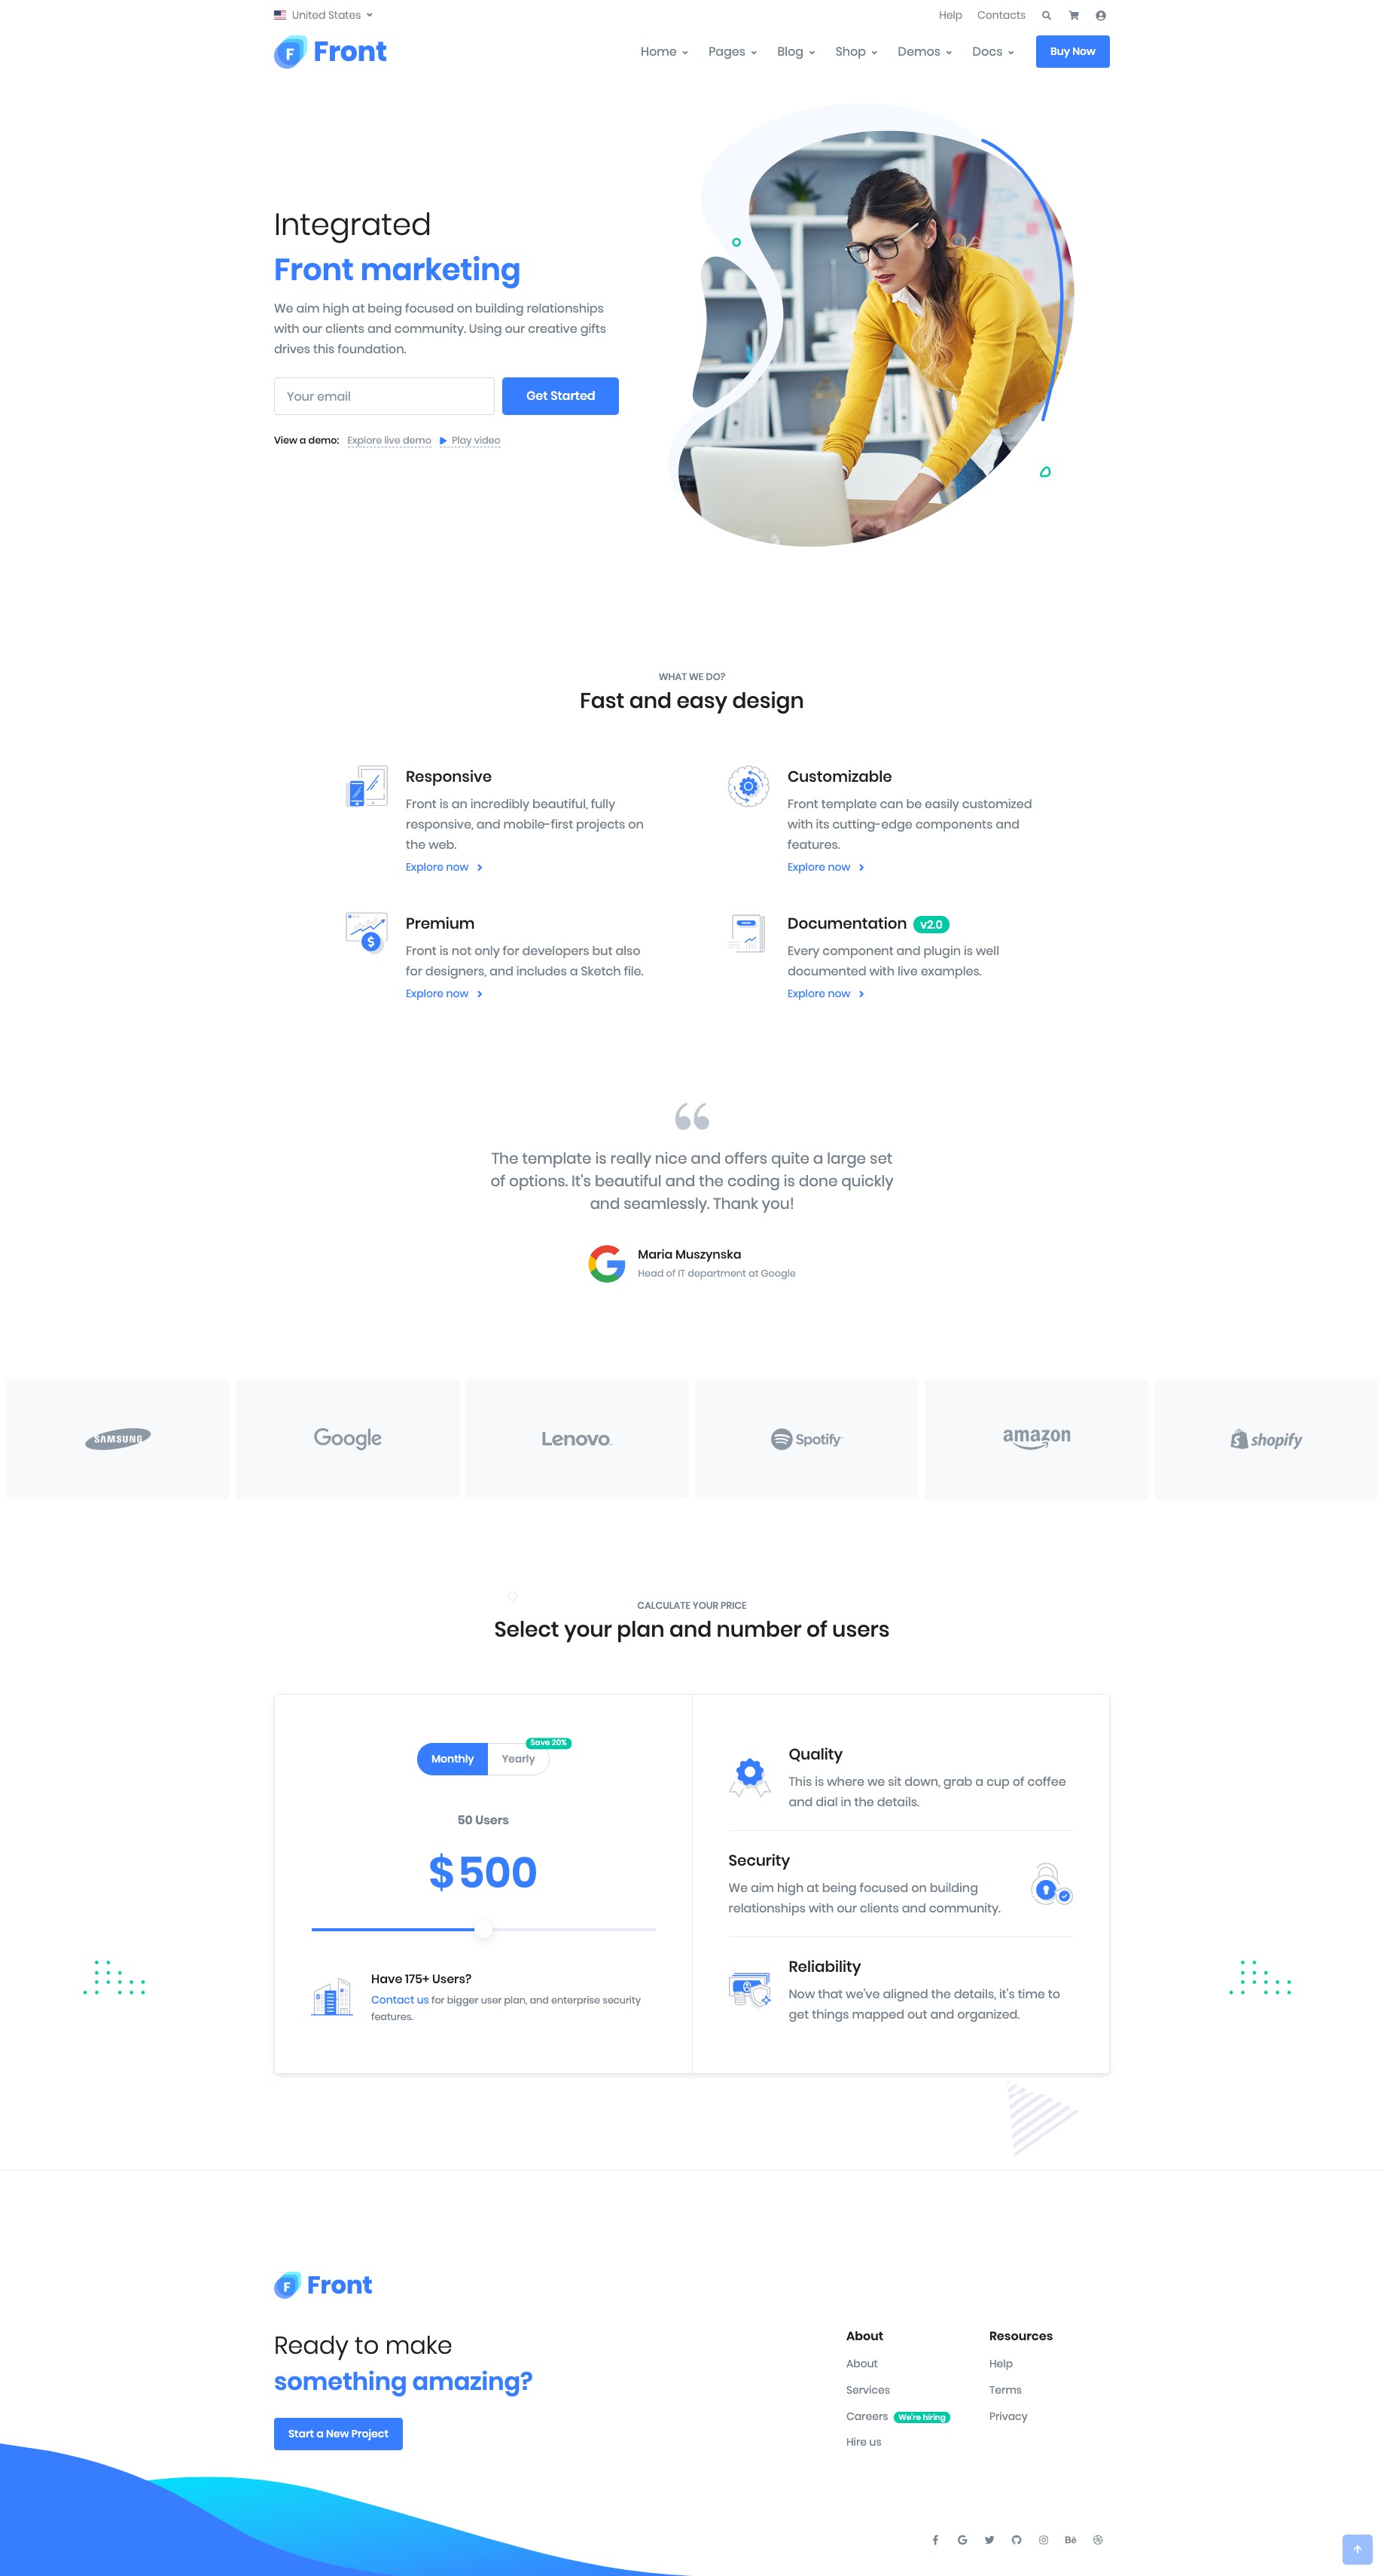 United States
Help Contacts
Front
Home Pages Blog Shop Demos Docs Buy Now
Integrated
Front marketing
We aim high at being focused on building relationships
with our clients and community. Using our creative gifts
drives this foundation.
Your email Get Started
View a demo: Explore live demo Play video
WHAT WE DO?
Fast and easy design
Responsive
Front is an incredibly beautiful, fully
responsive, and mobile-first projects on
the web.
Explore now
Customizable
Front template can be easily customized
with its cutting-edge components and
features.
Explore now
Premium
Front is not only for developers but also
for designers, and includes a Sketch file.
Explore now
Documentation v2.0
Every component and plugin is well
documented with live examples.
Explore now
The template is really nice and offers quite a large set
of options. It's beautiful and the coding is done quickly
and seamlessly. Thank you!
Maria Muszynska
Head of IT department at Google
SAMSUNG Google Lenovo Spotify amazon shopify
CALCULATE YOUR PRICE
Select your plan and number of users
Save 20%
Monthly Yearly
50 Users
$500
Have 175+ Users?
Contact us for bigger user plan, and enterprise security
features.
Quality
This is where we sit down, grab a cup of coffee
and dial in the details.
Security
We aim high at being focused on building
relationships with our clients and community.
Reliability
Now that we've aligned the details, it's time to
get things mapped out and organized.
Front
Ready to make
something amazing?
Start a New Project
About
About
Services
Careers We're hiring
Hire us
Resources
Help
Terms
Privacy